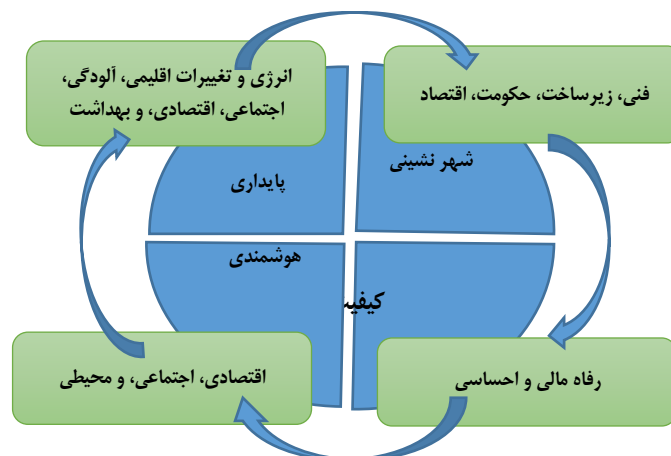 انرژی و تغییرات اقلیمی، آلودگی،
اجتماعی، اقتصادی، و بهداشت
فنی، زیرساخت، حکومت، اقتصاد
شهر نشینی
پایداری
هوشمندی
رفاه مالی و احساسی
اقتصادی، اجتماعی، و محیطی